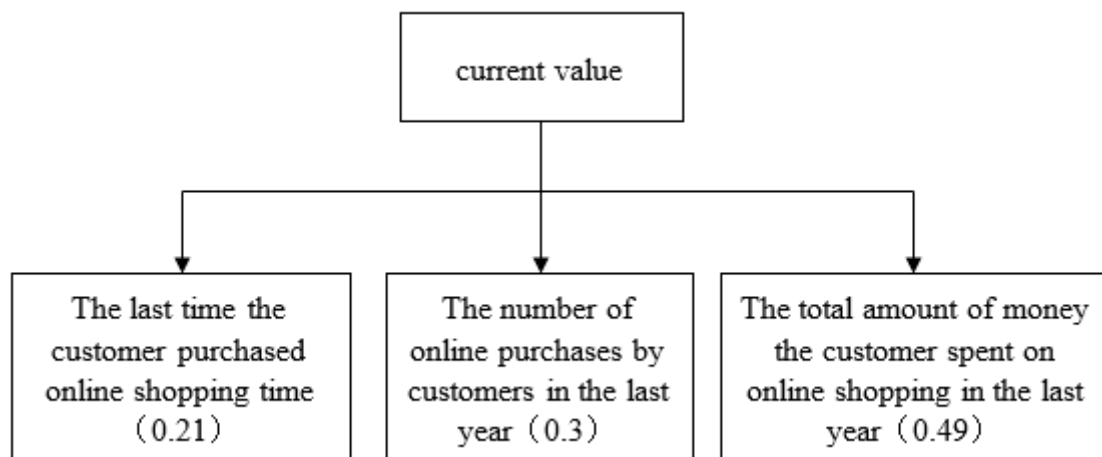 current value
The last time the
customer purchased
online shopping time
（0.21）
The number of
online purchases by
customers in the last
year（0.3）
The total amount of money
the customer spent on
online shopping in the last
year（0.49）